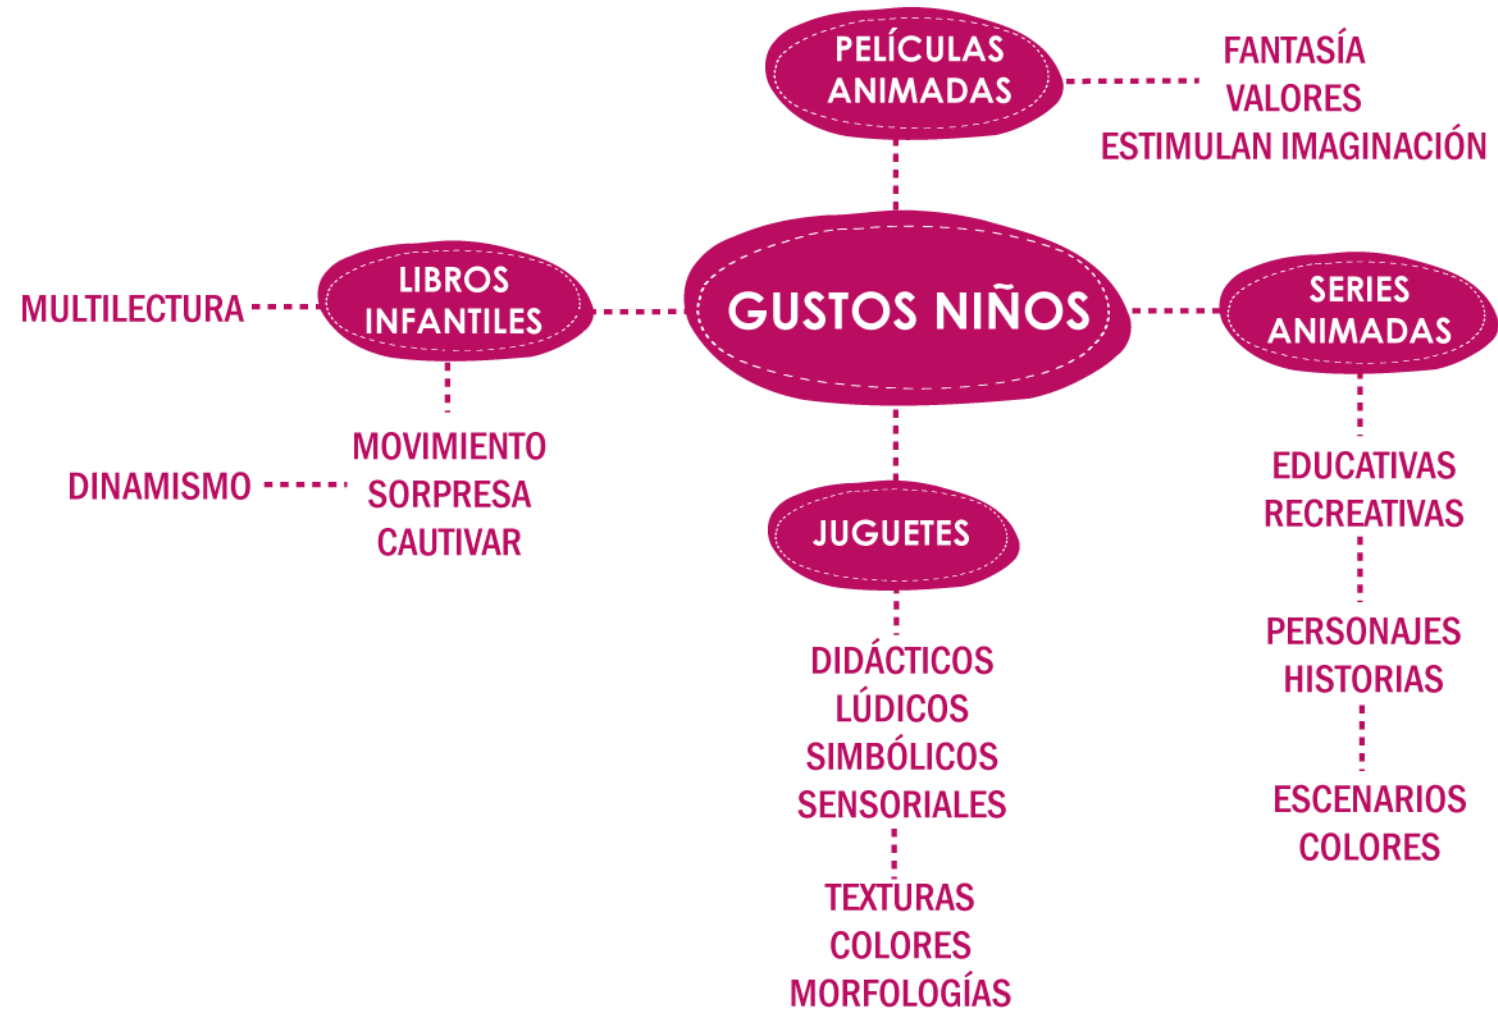 PELÍCULAS
ANIMADAS
FANTASÍA
VALORES
ESTIMULAN IMAGINACIÓN
GUSTOS NIÑOS
LIBROS
INFANTILES
MULTILECTURA
MOVIMIENTO
SORPRESA
CAUTIVAR
DINAMISMO
SERIES
ANIMADAS
EDUCATIVAS
RECREATIVAS
PERSONAJES
HISTORIAS
ESCENARIOS
COLORES
JUGUETES
DIDÁCTICOS
LÚDICOS
SIMBÓLICOS
SENSORIALES
TEXTURAS
COLORES
MORFOLOGÍAS